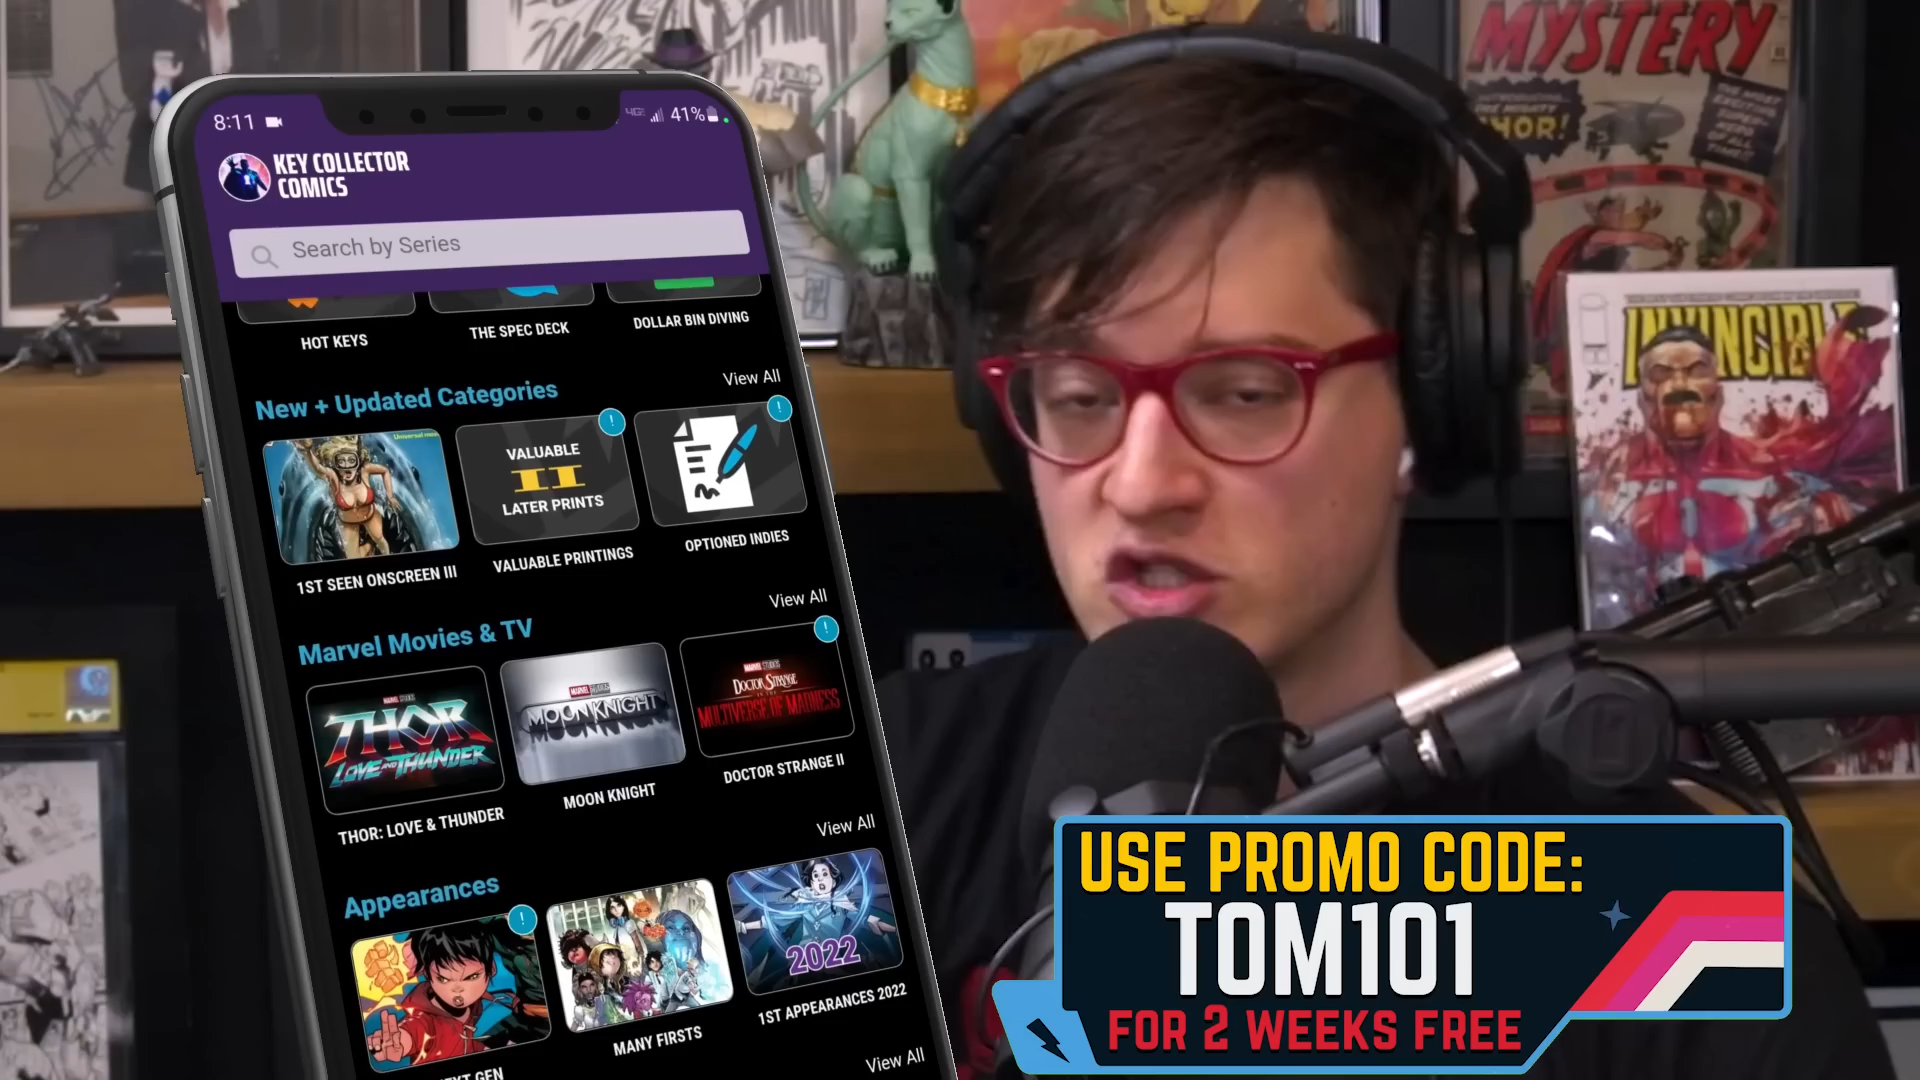 8:11
41%
KEY COLLECTOR
COMICS
Search by Series
HOT KEYS
THE SPEC DECK
DOLLAR BIN DIVING
New + Updated Categories
View All
VALUABLE
II
LATER PRINTS
1ST SEEN ONSCREEN III
VALUABLE PRINTINGS
OPTIONED INDIES
Marvel Movies & TV
View All
THOR
LOVE AND THUNDER
MOON KNIGHT
DOCTOR STRANGE
IN THE
MULTIVERSE OF MADNESS
THOR: LOVE & THUNDER
MOON KNIGHT
DOCTOR STRANGE II
Appearances
View All
2022
MANY FIRSTS
1ST APPEARANCES 2022
View All
MYSTERY
THOR!
INVINCIBLE
USE PROMO CODE:
TOM101
FOR 2 WEEKS FREE